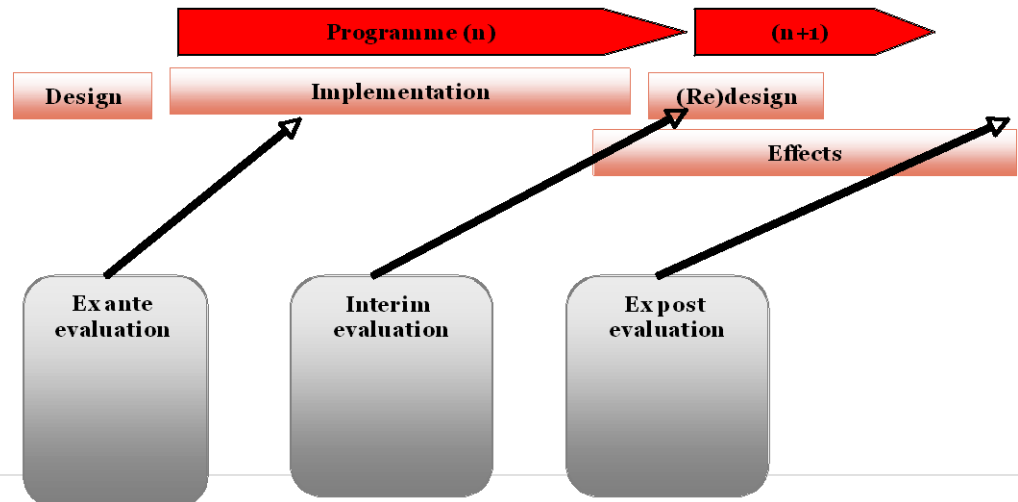 Programme (n)
(n+1)
Design
Implementation
(Re)design
Effects
Ex ante
evaluation
Interim
evaluation
Ex post
evaluation